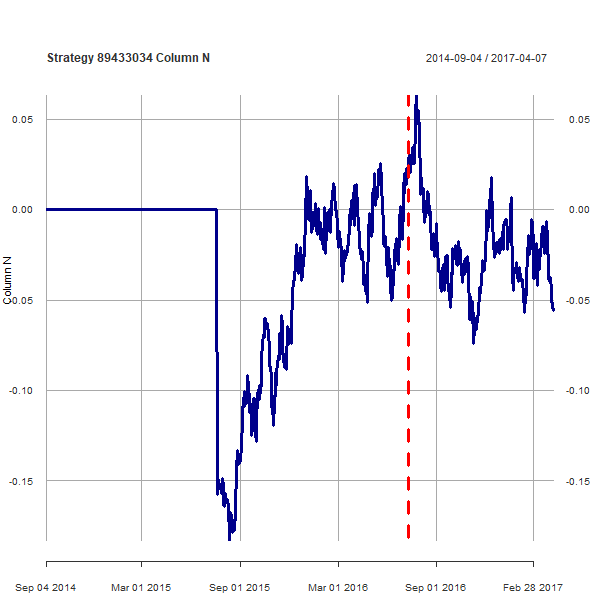 Strategy 89433034 Column N
2014-09-04 / 2017-04-07
0.05 0.05
0.00 0.00
Column N
-0.05 -0.05
-0.10 -0.10
-0.15 -0.15
Sep 04 2014 Mar 01 2015 Sep 01 2015 Mar 01 2016 Sep 01 2016 Feb 28 2017